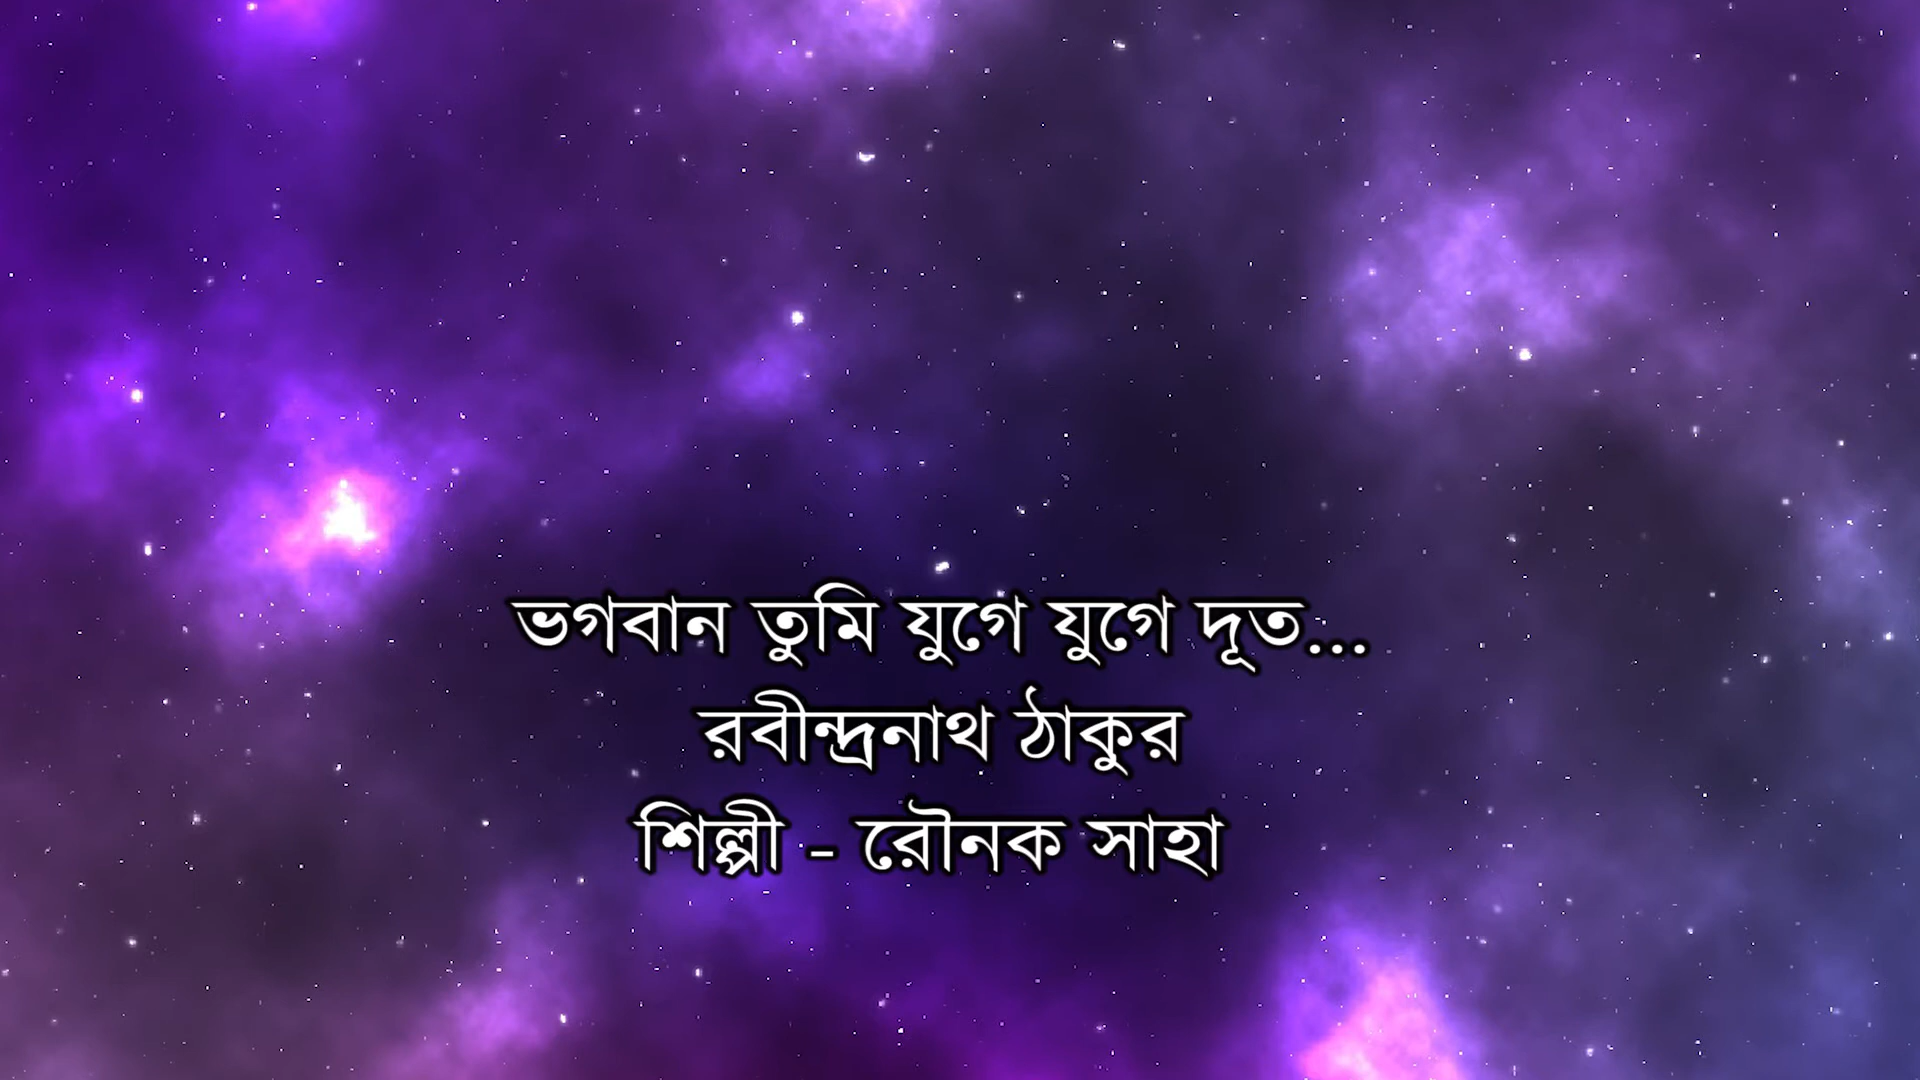 ভগবান তুমি যুগে যুগে দূত...
রবীন্দ্রনাথ ঠাকুর
শিল্পী - রৌনক সাহা